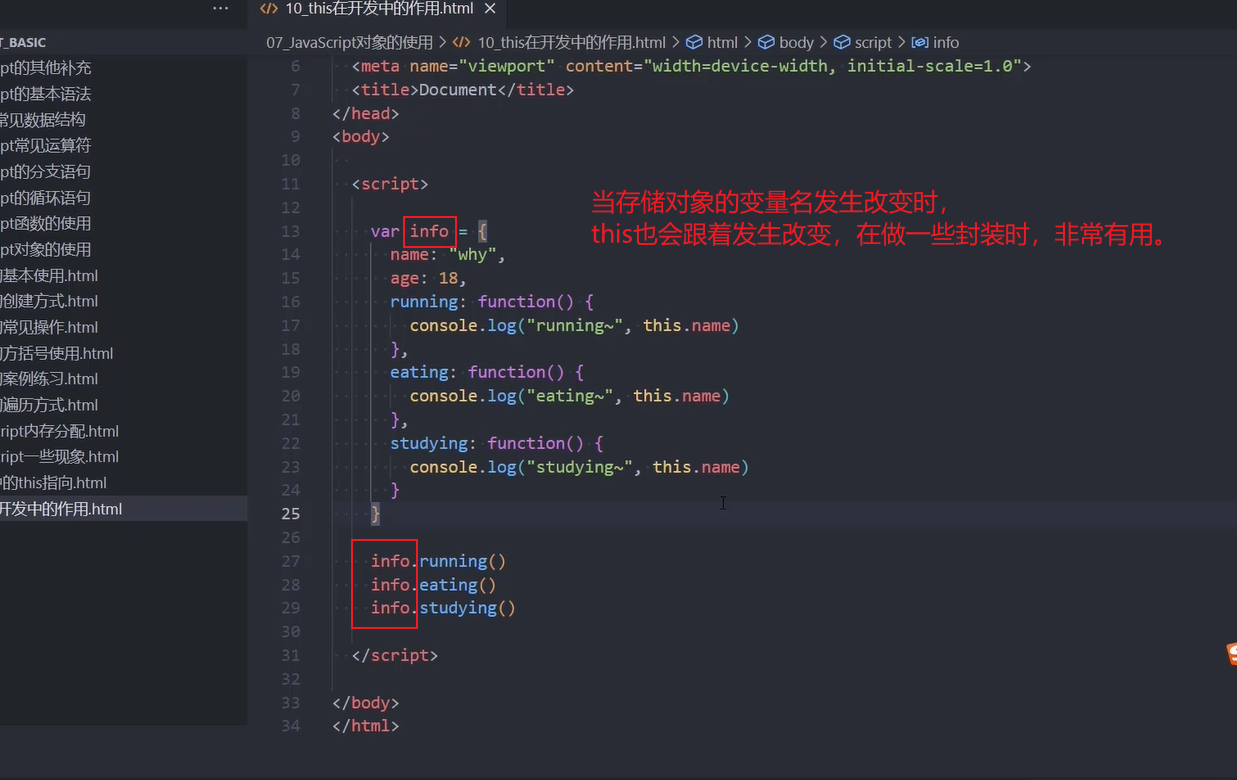 ···
10_this在开发中的作用.html ×
T_BASIC
07_JavaScript对象的使用 > 10_this在开发中的作用.html > html > body > script > info
pt的其他补充
pt的基本语法
常见数据结构
pt常见运算符
pt的分支语句
pt的循环语句
pt函数的使用
pt对象的使用
的基本使用.html
的创建方式.html
的常见操作.html
的方括号使用.html
的案例练习.html
的遍历方式.html
ript内存分配.html
ript一些现象.html
中的this指向.html
开发中的作用.html
6 <meta name="viewport" content="width=device-width, initial-scale=1.0">
7 <title>Document</title>
8 </head>
9 <body>
10
11 <script>
12
13 var info = {
14 name: "why",
15 age: 18,
16 running: function() {
17 console.log("running~", this.name)
18 },
19 eating: function() {
20 console.log("eating~", this.name)
21 },
22 studying: function() {
23 console.log("studying~", this.name)
24 }
25 }
26
27 info.running()
28 info.eating()
29 info.studying()
30
31 </script>
32
33 </body>
34 </html>
当存储对象的变量名发生改变时，
this也会跟着发生改变，在做一些封装时，非常有用。